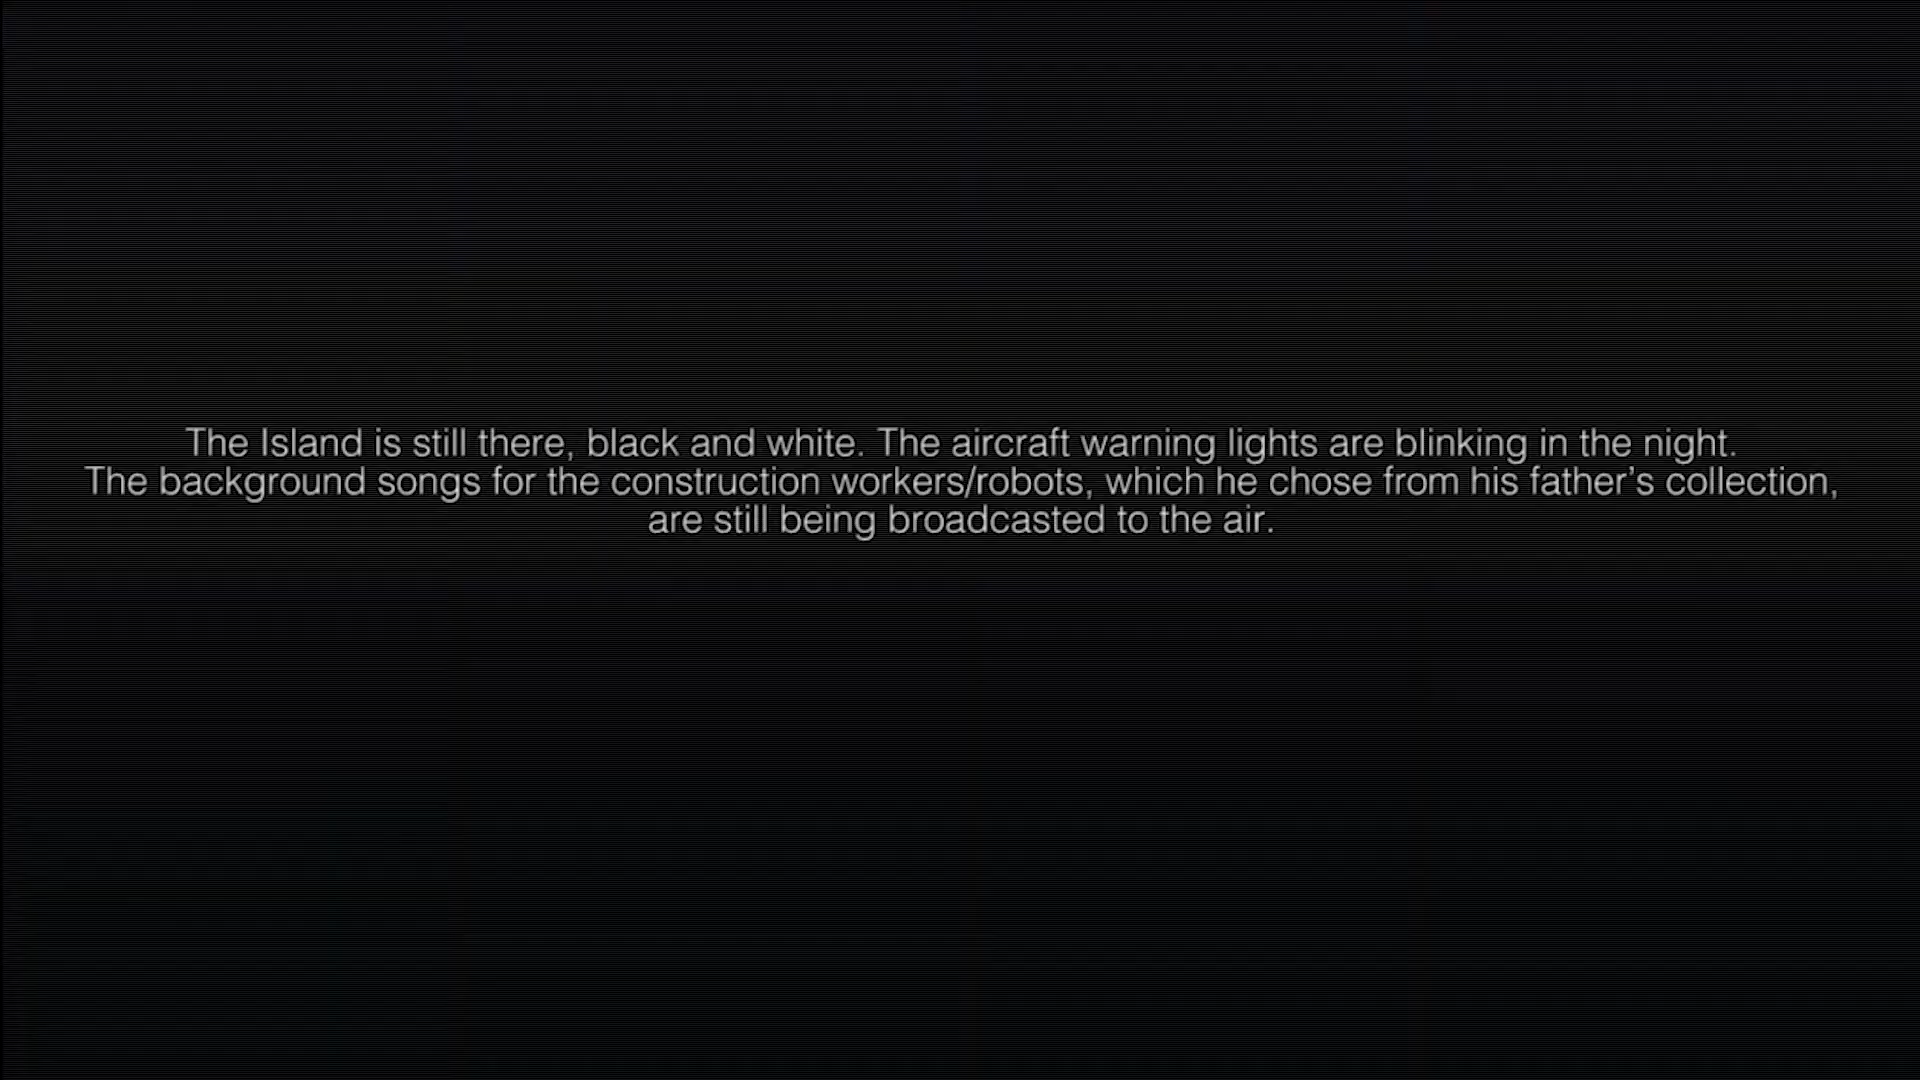 The Island is still there, black and white. The aircraft warning lights are blinking in the night.
The background songs for the construction workers/robots, which he chose from his father’s collection,
are still being broadcasted to the air.